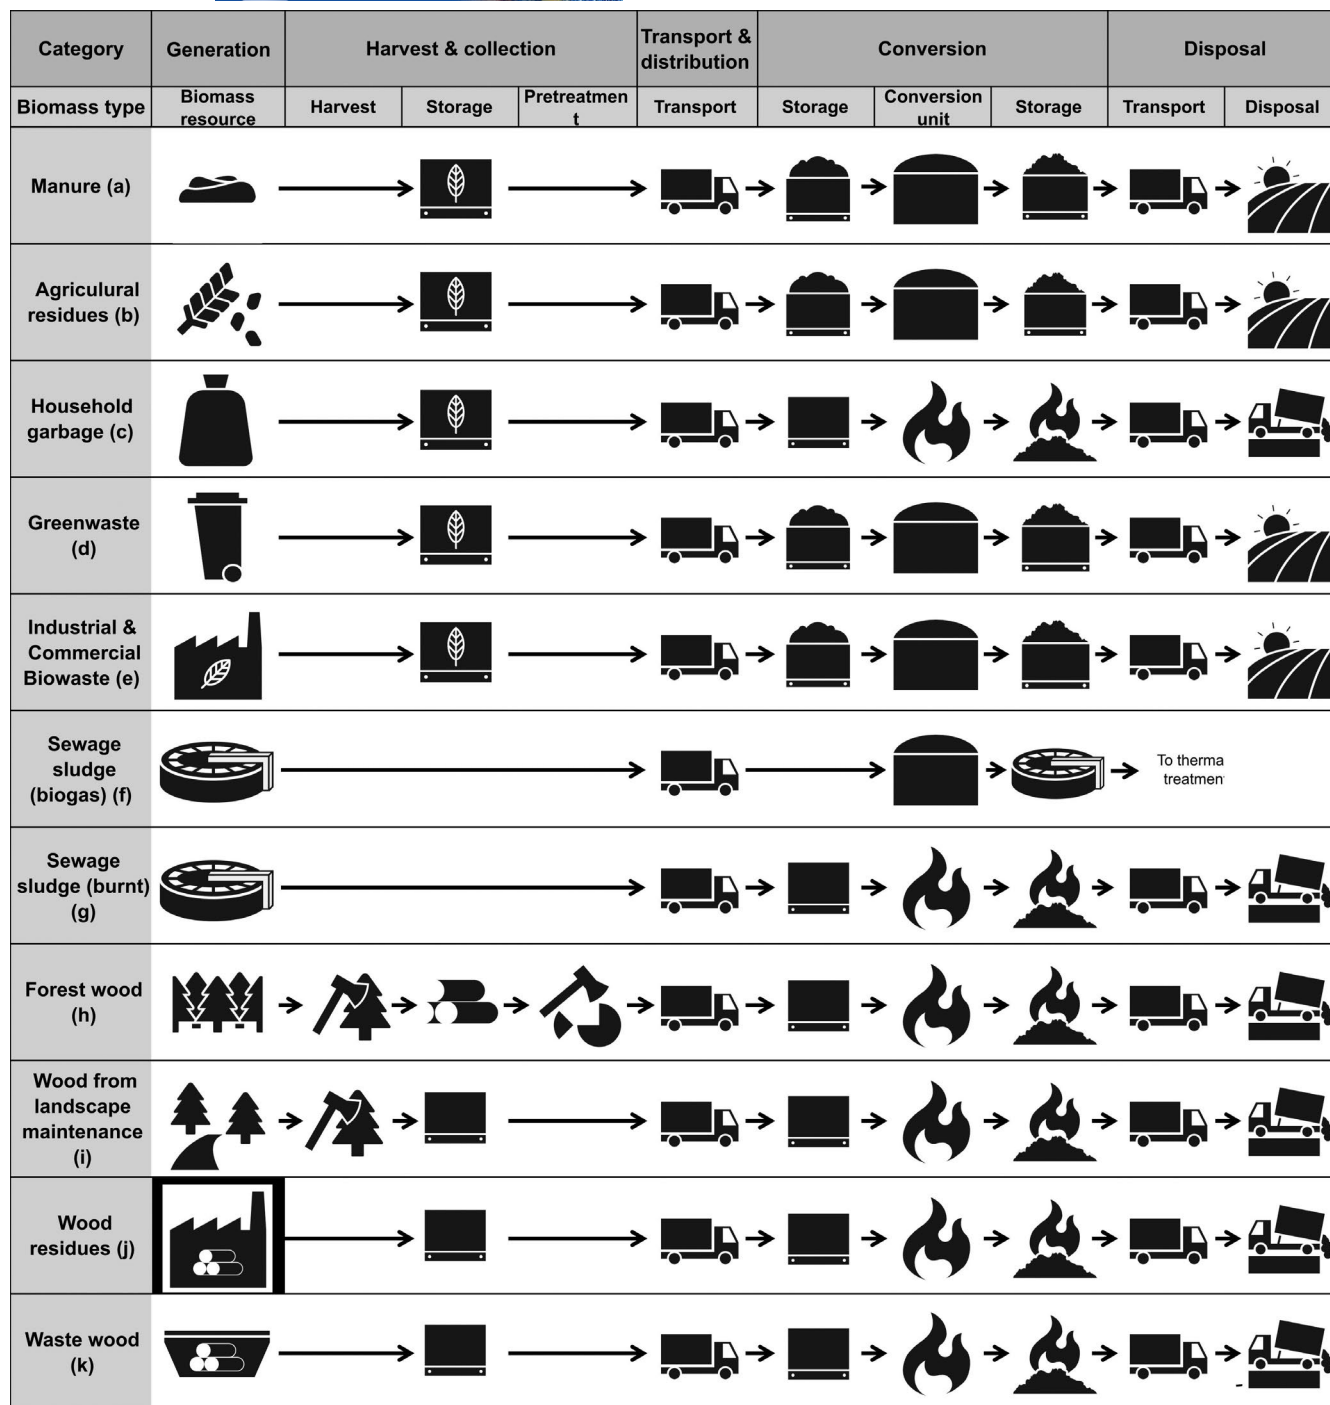 Category Generation Harvest & collection Transport & distribution Conversion Disposal
Biomass type Biomass resource Harvest Storage Pretreatmen t Transport Storage Conversion unit Storage Transport Disposal
Manure (a)
Agriculural
residues (b)
Household
garbage (c)
Greenwaste
(d)
Industrial &
Commercial
Biowaste (e)
Sewage
sludge
(biogas) (f)
To therma
treatmen
Sewage
sludge (burnt)
(g)
Forest wood
(h)
Wood from
landscape
maintenance
(i)
Wood
residues (j)
Waste wood
(k)